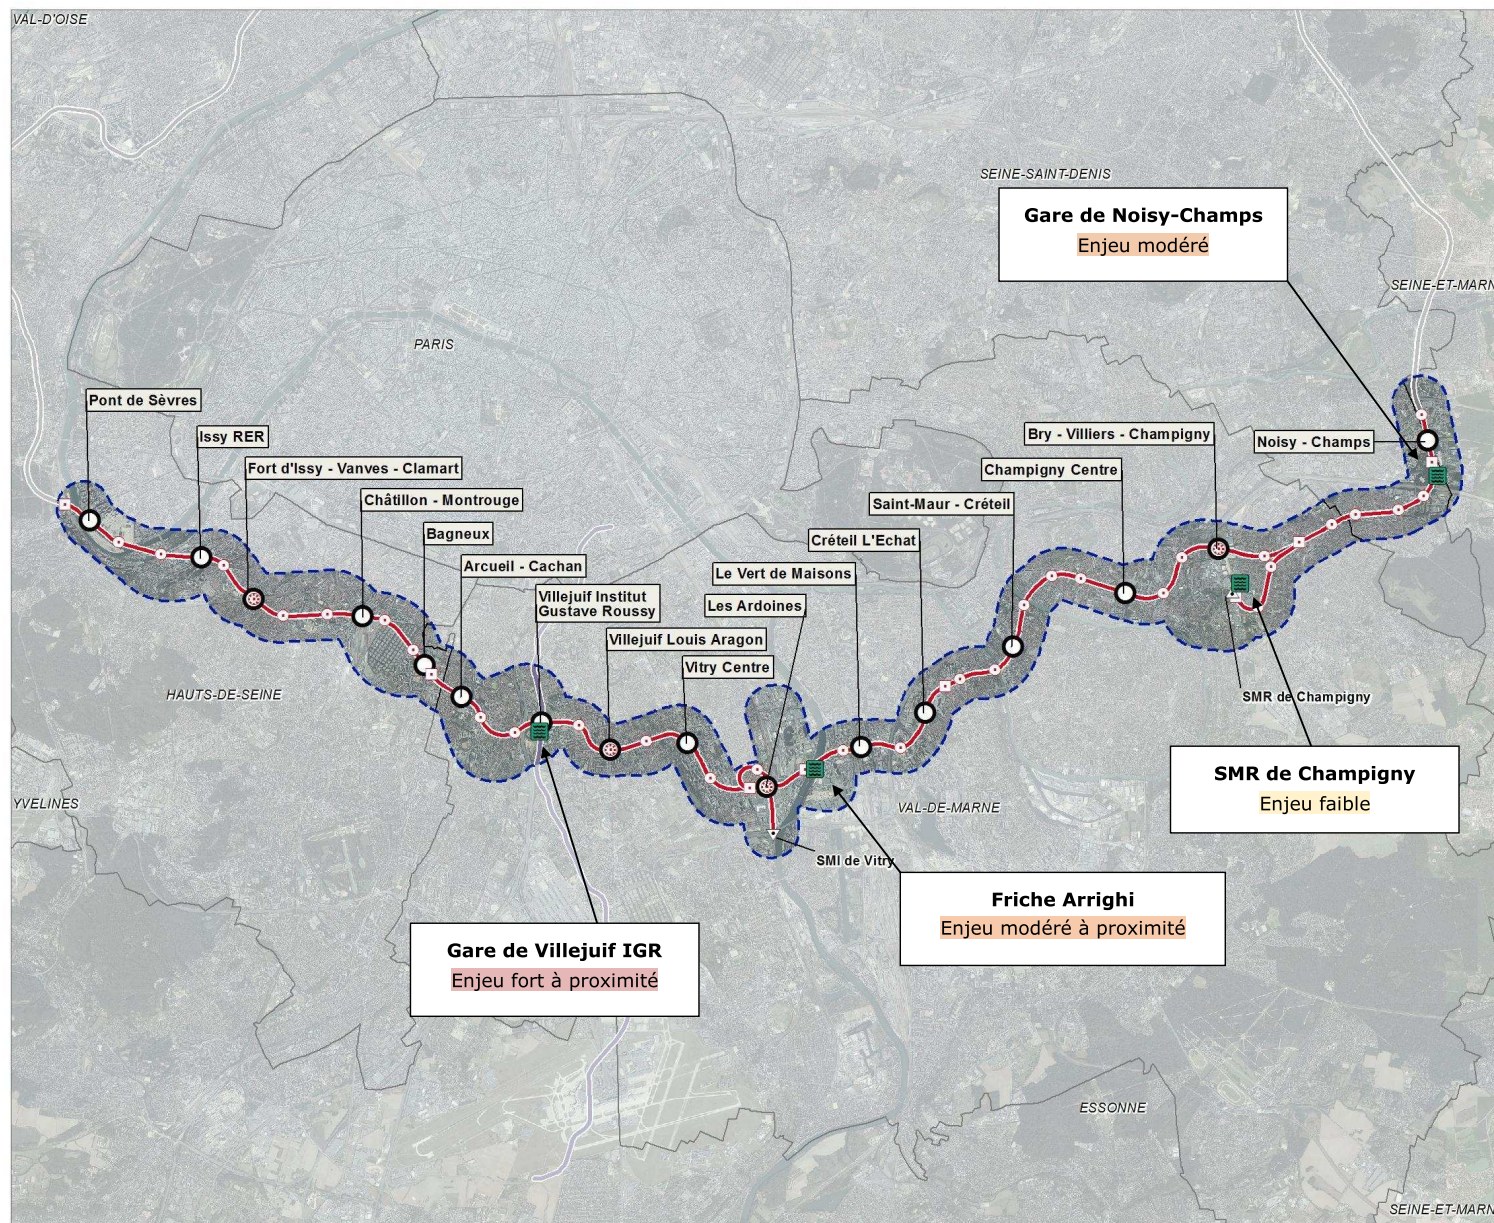 VAL-D'OISE
SEINE-SAINT-DENIS
Gare de Noisy-Champs
Enjeu modéré
SEINE-ET-MARN
PARIS
Pont de Sèvres
Issy RER
Fort d'Issy - Vanves - Clamart
Châtillon - Montrouge
Bagneux
Arcueil - Cachan
Villejuif Institut
Gustave Roussy
Villejuif Louis Aragon
Vitry Centre
Les Ardoines
Le Vert de Maisons
Créteil L'Echat
Saint-Maur - Créteil
Champigny Centre
Bry - Villiers - Champigny
Noisy - Champs
HAUTS-DE-SEINE
SMR de Champigny
SMR de Champigny
Enjeu faible
YVELINES
VAL-DE-MARNE
SMI de Vitry
Friche Arrighi
Enjeu modéré à proximité
Gare de Villejuif IGR
Enjeu fort à proximité
ESSONNE
SEINE-ET-MARN